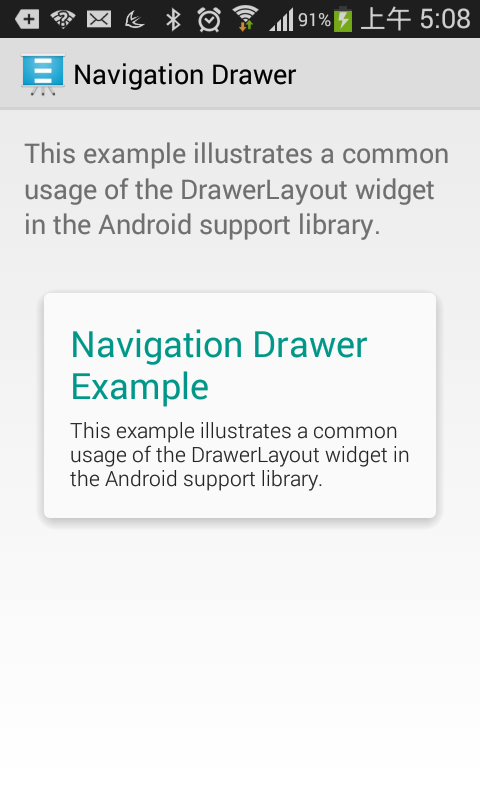 91% 上午 5:08
Navigation Drawer
This example illustrates a common
usage of the DrawerLayout widget
in the Android support library.
Navigation Drawer
Example
This example illustrates a common
usage of the DrawerLayout widget in
the Android support library.